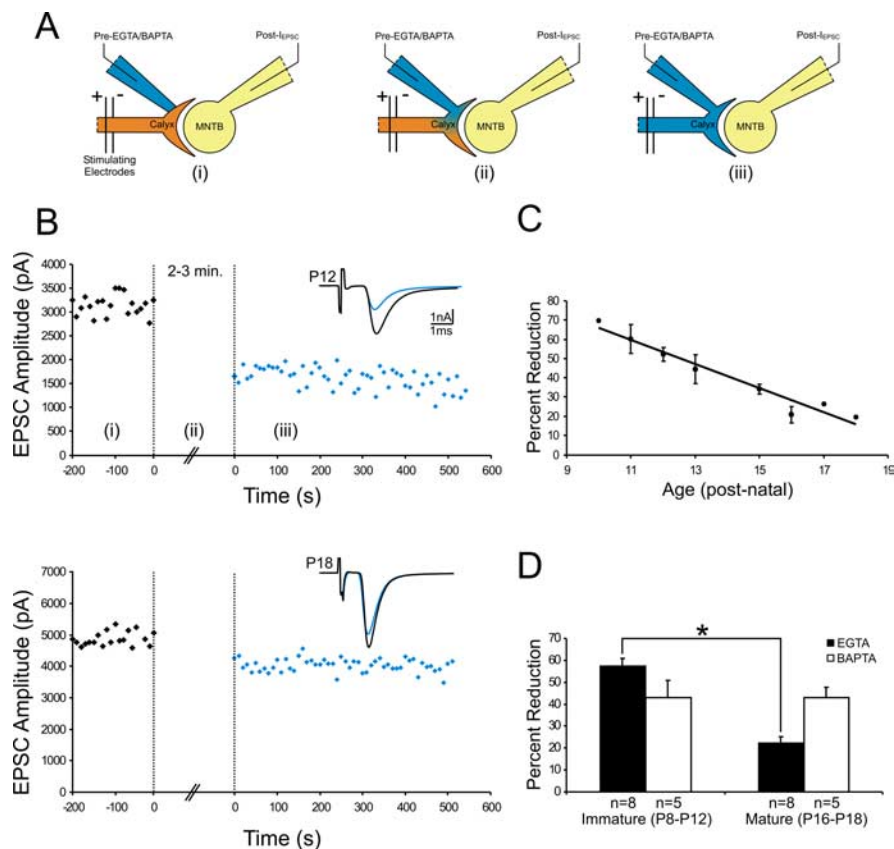 A
Pre-EGTA/BAPTA
Post-IEPSC
+ -
Calyx
MNTB
Stimulating
Electrodes
(i)
Pre-EGTA/BAPTA
Post-IEPSC
+ -
Calyx
MNTB
(ii)
Pre-EGTA/BAPTA
Post-IEPSC
+ -
Calyx
MNTB
(iii)
B
EPSC Amplitude (pA)
4000
3500
3000
2500
2000
1500
1000
500
0
2-3 min.
P12
1nA
1ms
(i)
(ii)
(iii)
-200 -100 0 0 100 200 300 400 500 600
Time (s)
EPSC Amplitude (pA)
7000
6000
5000
4000
3000
2000
1000
0
P18
-200 -100 0 0 100 200 300 400 500 600
Time (s)
C
Percent Reduction
80
70
60
50
40
30
20
10
0
9 11 13 15 17 19
Age (post-natal)
D
Percent Reduction
70
60
50
40
30
20
10
0
*
EGTA
BAPTA
n=8 n=5 n=8 n=5
Immature (P8-P12) Mature (P16-P18)